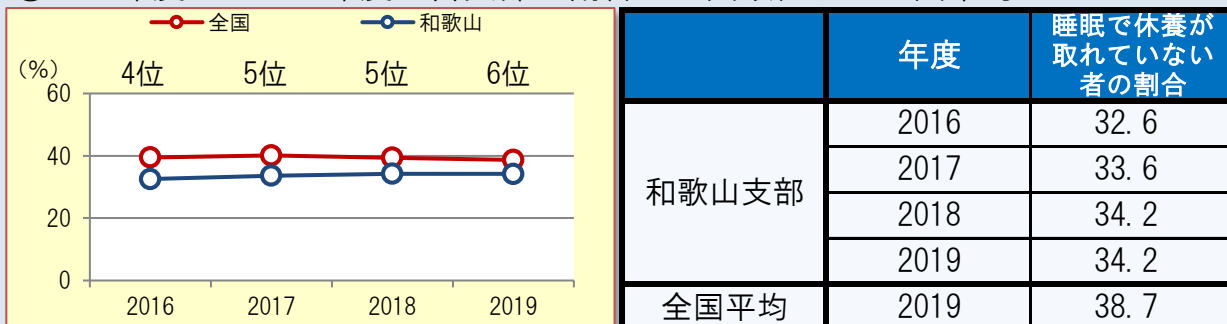 全国 和歌山
(%) 4位 5位 5位 6位
60
40
20
0
2016 2017 2018 2019
年度 睡眠で休養が
取れていない
者の割合
和歌山支部
2016 32.6
2017 33.6
2018 34.2
2019 34.2
全国平均 2019 38.7